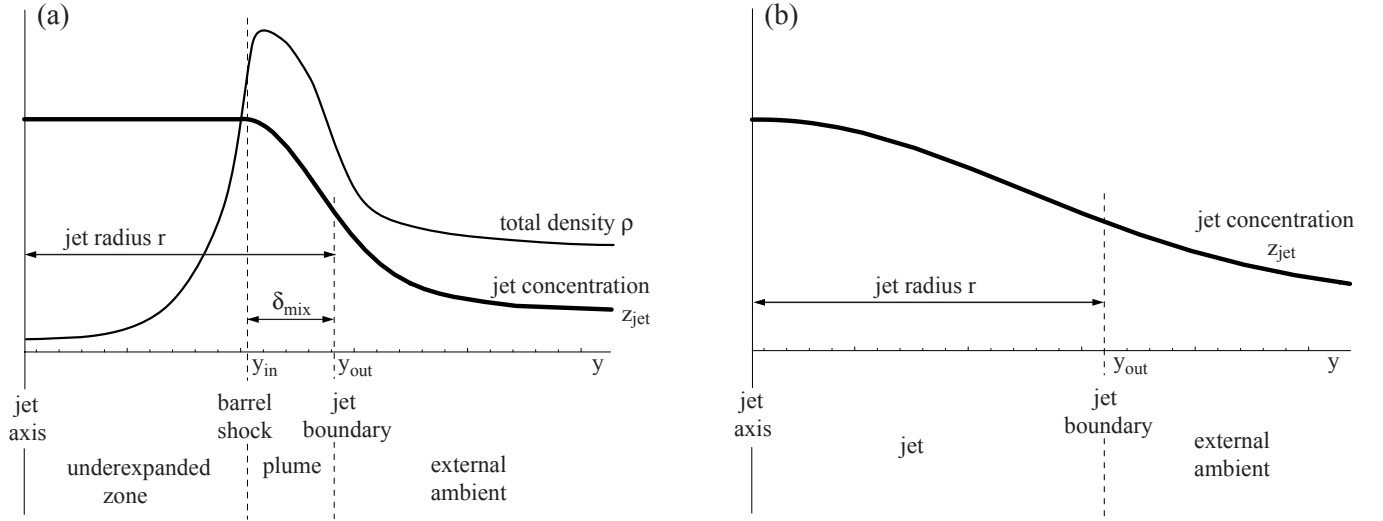 (a)
total density ρ
jet radius r
jet concentration
z_jet
δ_mix
y_in
y_out
y
jet
axis
barrel
shock
jet
boundary
underexpanded
zone
plume
external
ambient
(b)
jet concentration
z_jet
jet radius r
y_out
y
jet
axis
jet
boundary
jet
external
ambient